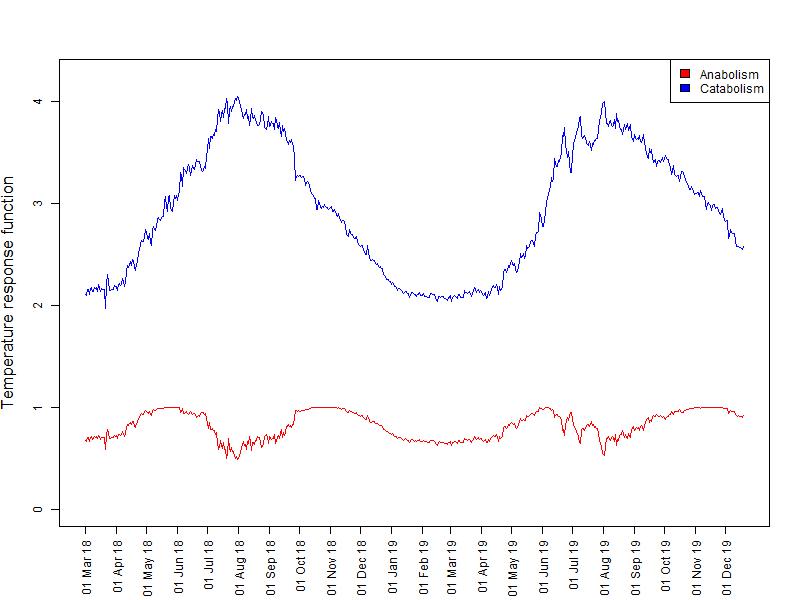 Anabolism
Catabolism
Temperature response function
4
3
2
1
0
01 Mar 18
01 Apr 18
01 May 18
01 Jun 18
01 Jul 18
01 Aug 18
01 Sep 18
01 Oct 18
01 Nov 18
01 Dec 18
01 Jan 19
01 Feb 19
01 Mar 19
01 Apr 19
01 May 19
01 Jun 19
01 Jul 19
01 Aug 19
01 Sep 19
01 Oct 19
01 Nov 19
01 Dec 19